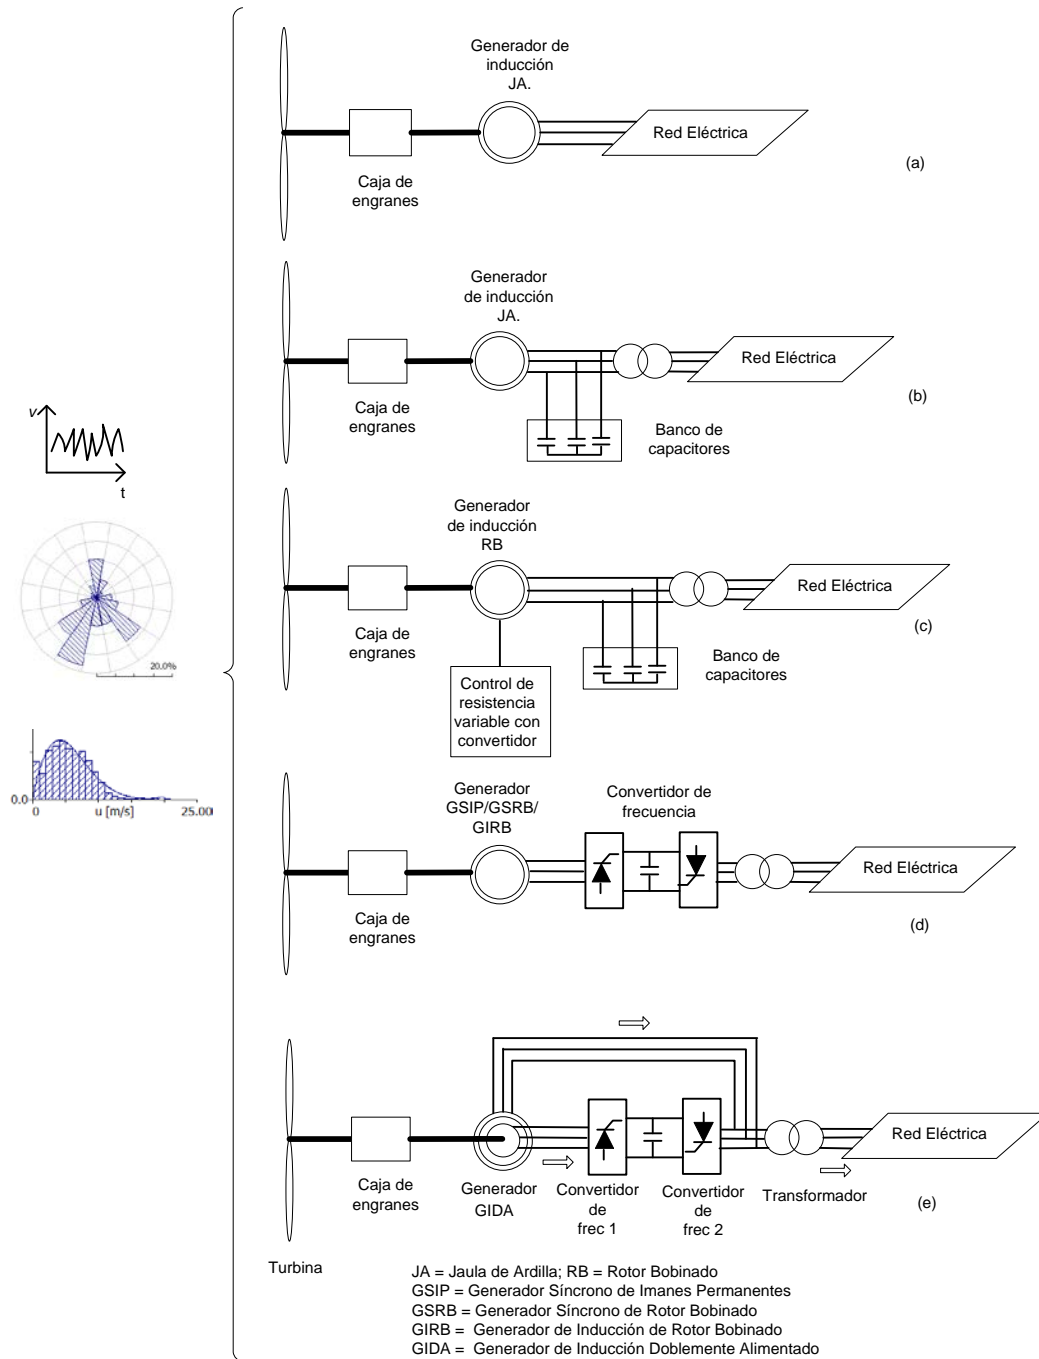 Generador de
inducción
JA.
Caja de
engranes
Red Eléctrica
(a)
Generador
de inducción
JA.
Caja de
engranes
Red Eléctrica
Banco de
capacitores
(b)
v
t
20.0%
0.0
0
u [m/s]
25.00
Generador
de inducción
RB
Caja de
engranes
Control de
resistencia
variable con
convertidor
Banco de
capacitores
Red Eléctrica
(c)
Generador
GSIP/GSRB/
GIRB
Convertidor de
frecuencia
Caja de
engranes
Red Eléctrica
(d)
Caja de
engranes
Generador
GIDA
Convertidor
de
frec 1
Convertidor
de
frec 2
Transformador
Red Eléctrica
(e)
Turbina
JA = Jaula de Ardilla; RB = Rotor Bobinado
GSIP = Generador Síncrono de Imanes Permanentes
GSRB = Generador Síncrono de Rotor Bobinado
GIRB = Generador de Inducción de Rotor Bobinado
GIDA = Generador de Inducción Doblemente Alimentado